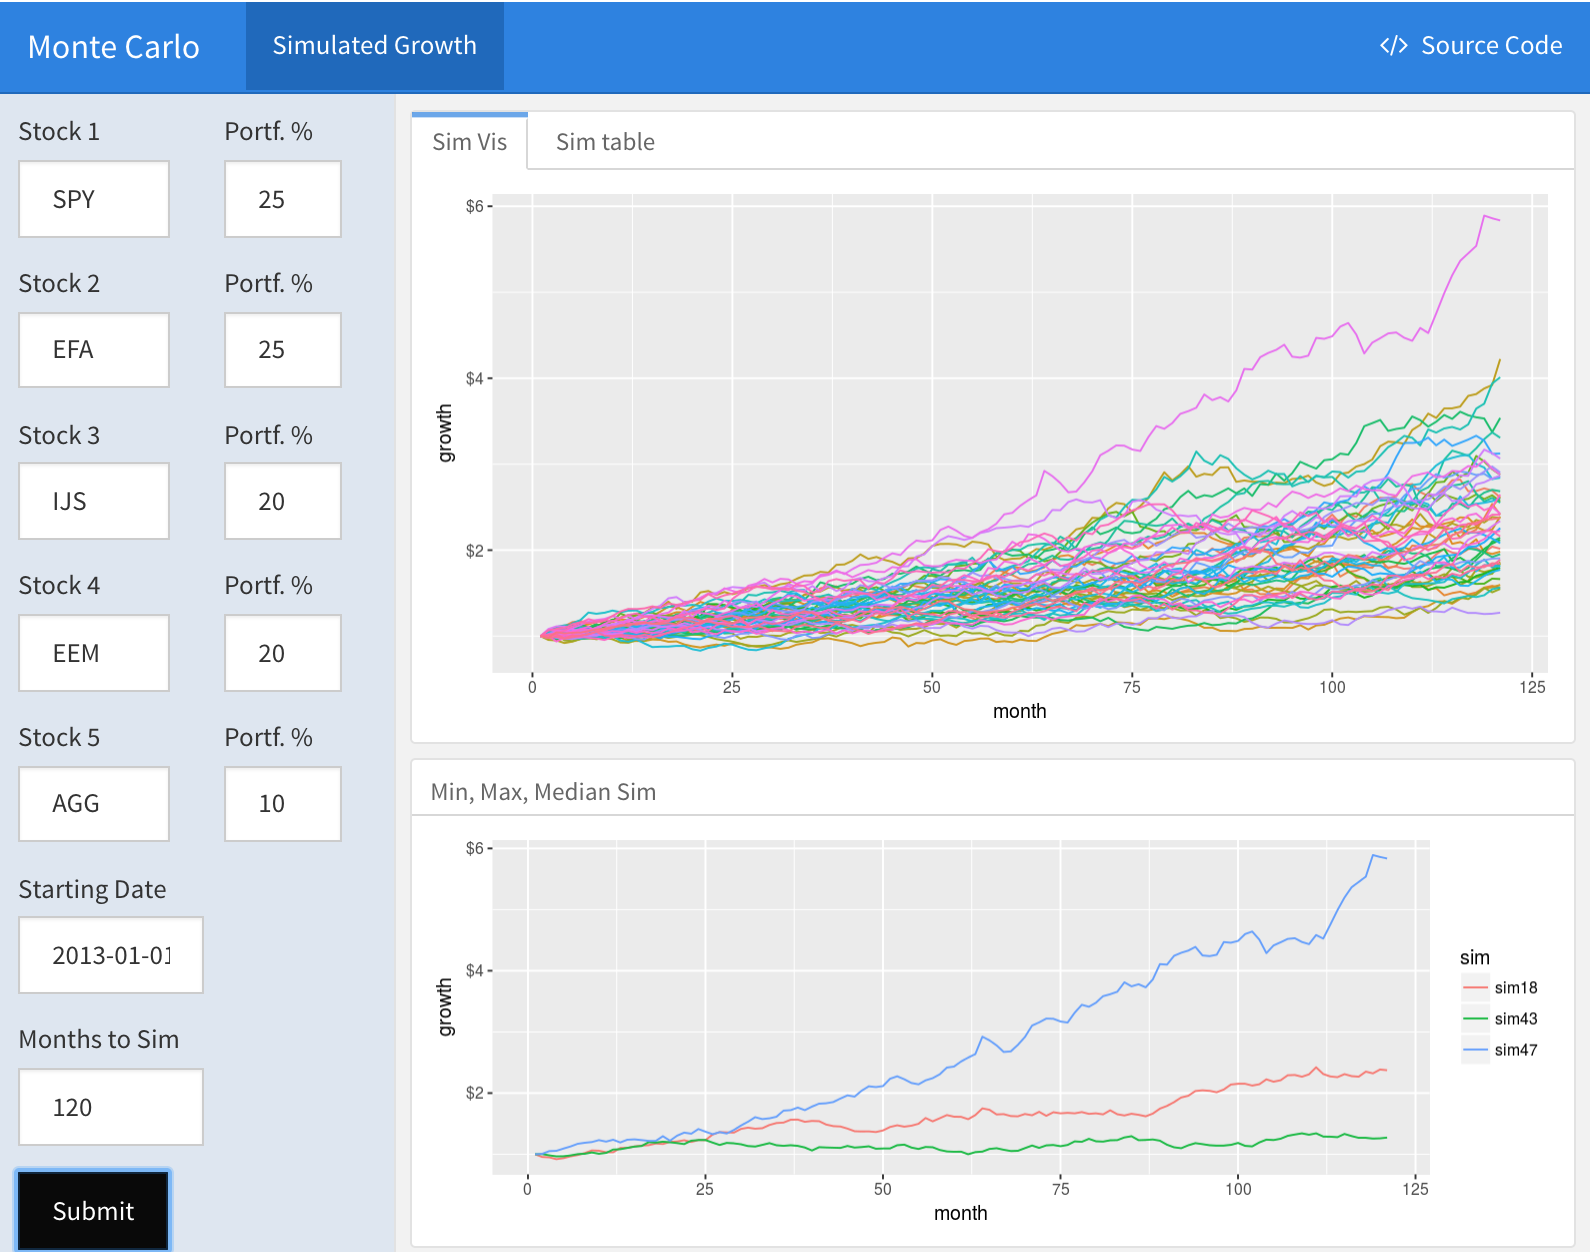 Monte Carlo
Simulated Growth
</> Source Code
Stock 1
Portf. %
SPY
25
Stock 2
Portf. %
EFA
25
Stock 3
Portf. %
IJS
20
Stock 4
Portf. %
EEM
20
Stock 5
Portf. %
AGG
10
Starting Date
2013-01-01
Months to Sim
120
Submit
Sim Vis
Sim table
$6
$4
$2
growth
0 25 50 75 100 125
month
Min, Max, Median Sim
$6
$4
$2
growth
0 25 50 75 100 125
month
sim
sim18
sim43
sim47